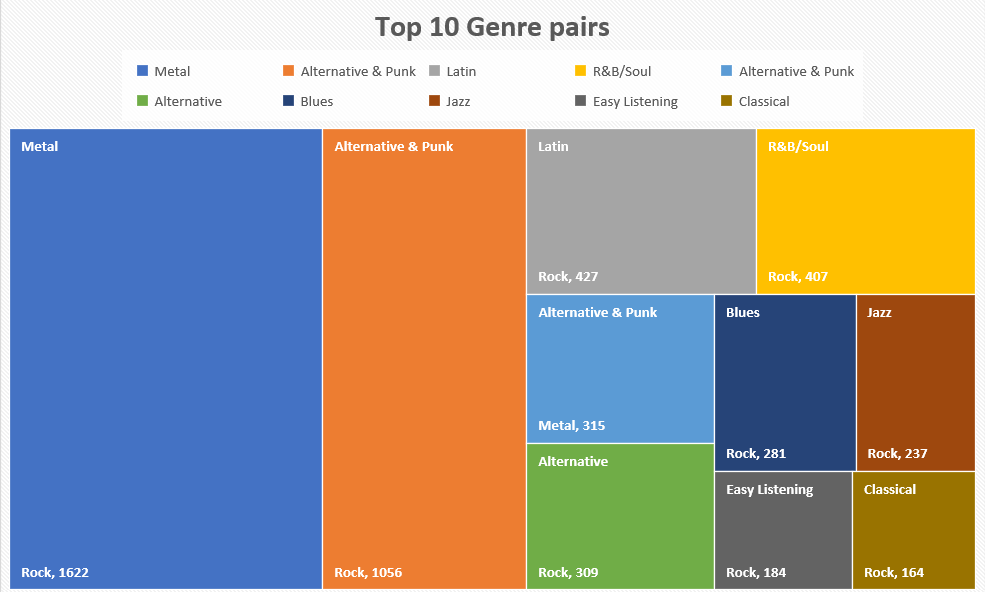 Top 10 Genre pairs
Metal
Alternative & Punk
Latin
R&B/Soul
Alternative & Punk
Alternative
Blues
Jazz
Easy Listening
Classical
Metal
Rock, 1622
Alternative & Punk
Rock, 1056
Latin
Rock, 427
R&B/Soul
Rock, 407
Alternative & Punk
Metal, 315
Alternative
Rock, 309
Blues
Rock, 281
Jazz
Rock, 237
Easy Listening
Rock, 184
Classical
Rock, 164